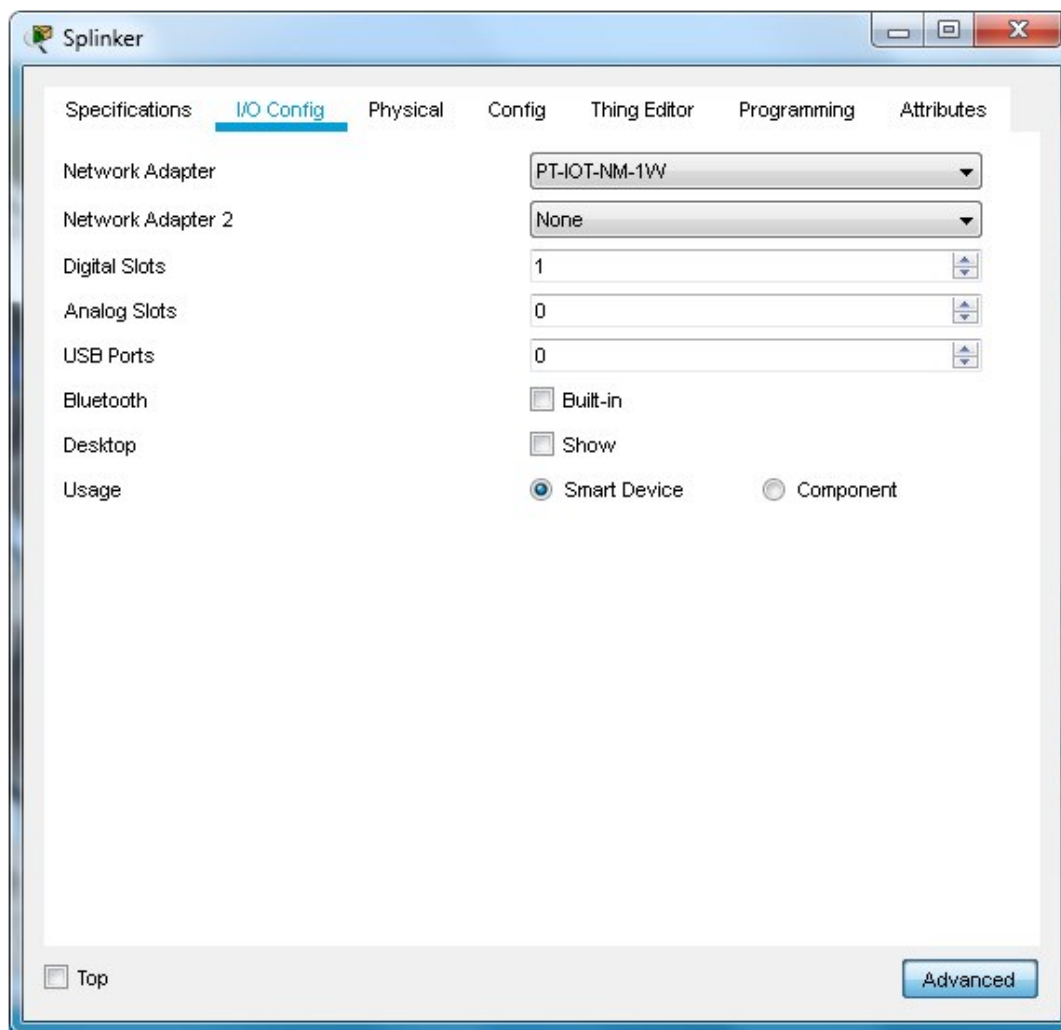 Splinker
Specifications I/O Config Physical Config Thing Editor Programming Attributes
Network Adapter PT-IOT-NM-1W
Network Adapter 2 None
Digital Slots 1
Analog Slots 0
USB Ports 0
Bluetooth Built-in
Desktop Show
Usage Smart Device Component
Top Advanced